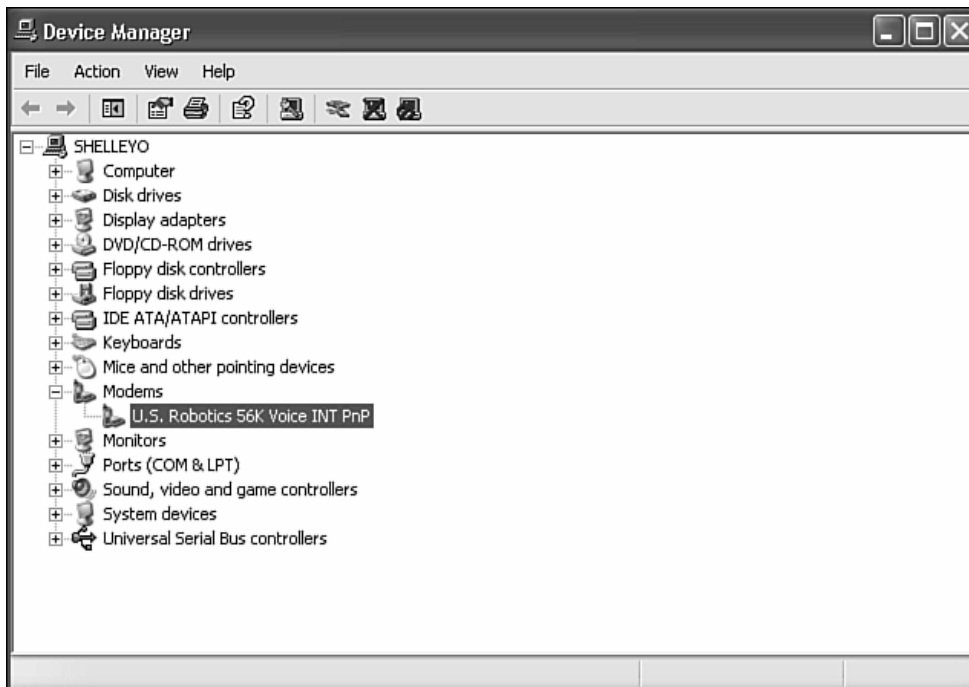 Device Manager
File Action View Help
SHELLEYO
Computer
Disk drives
Display adapters
DVD/CD-ROM drives
Floppy disk controllers
Floppy disk drives
IDE ATA/ATAPI controllers
Keyboards
Mice and other pointing devices
Modems
U.S. Robotics 56K Voice INT PnP
Monitors
Ports (COM & LPT)
Sound, video and game controllers
System devices
Universal Serial Bus controllers